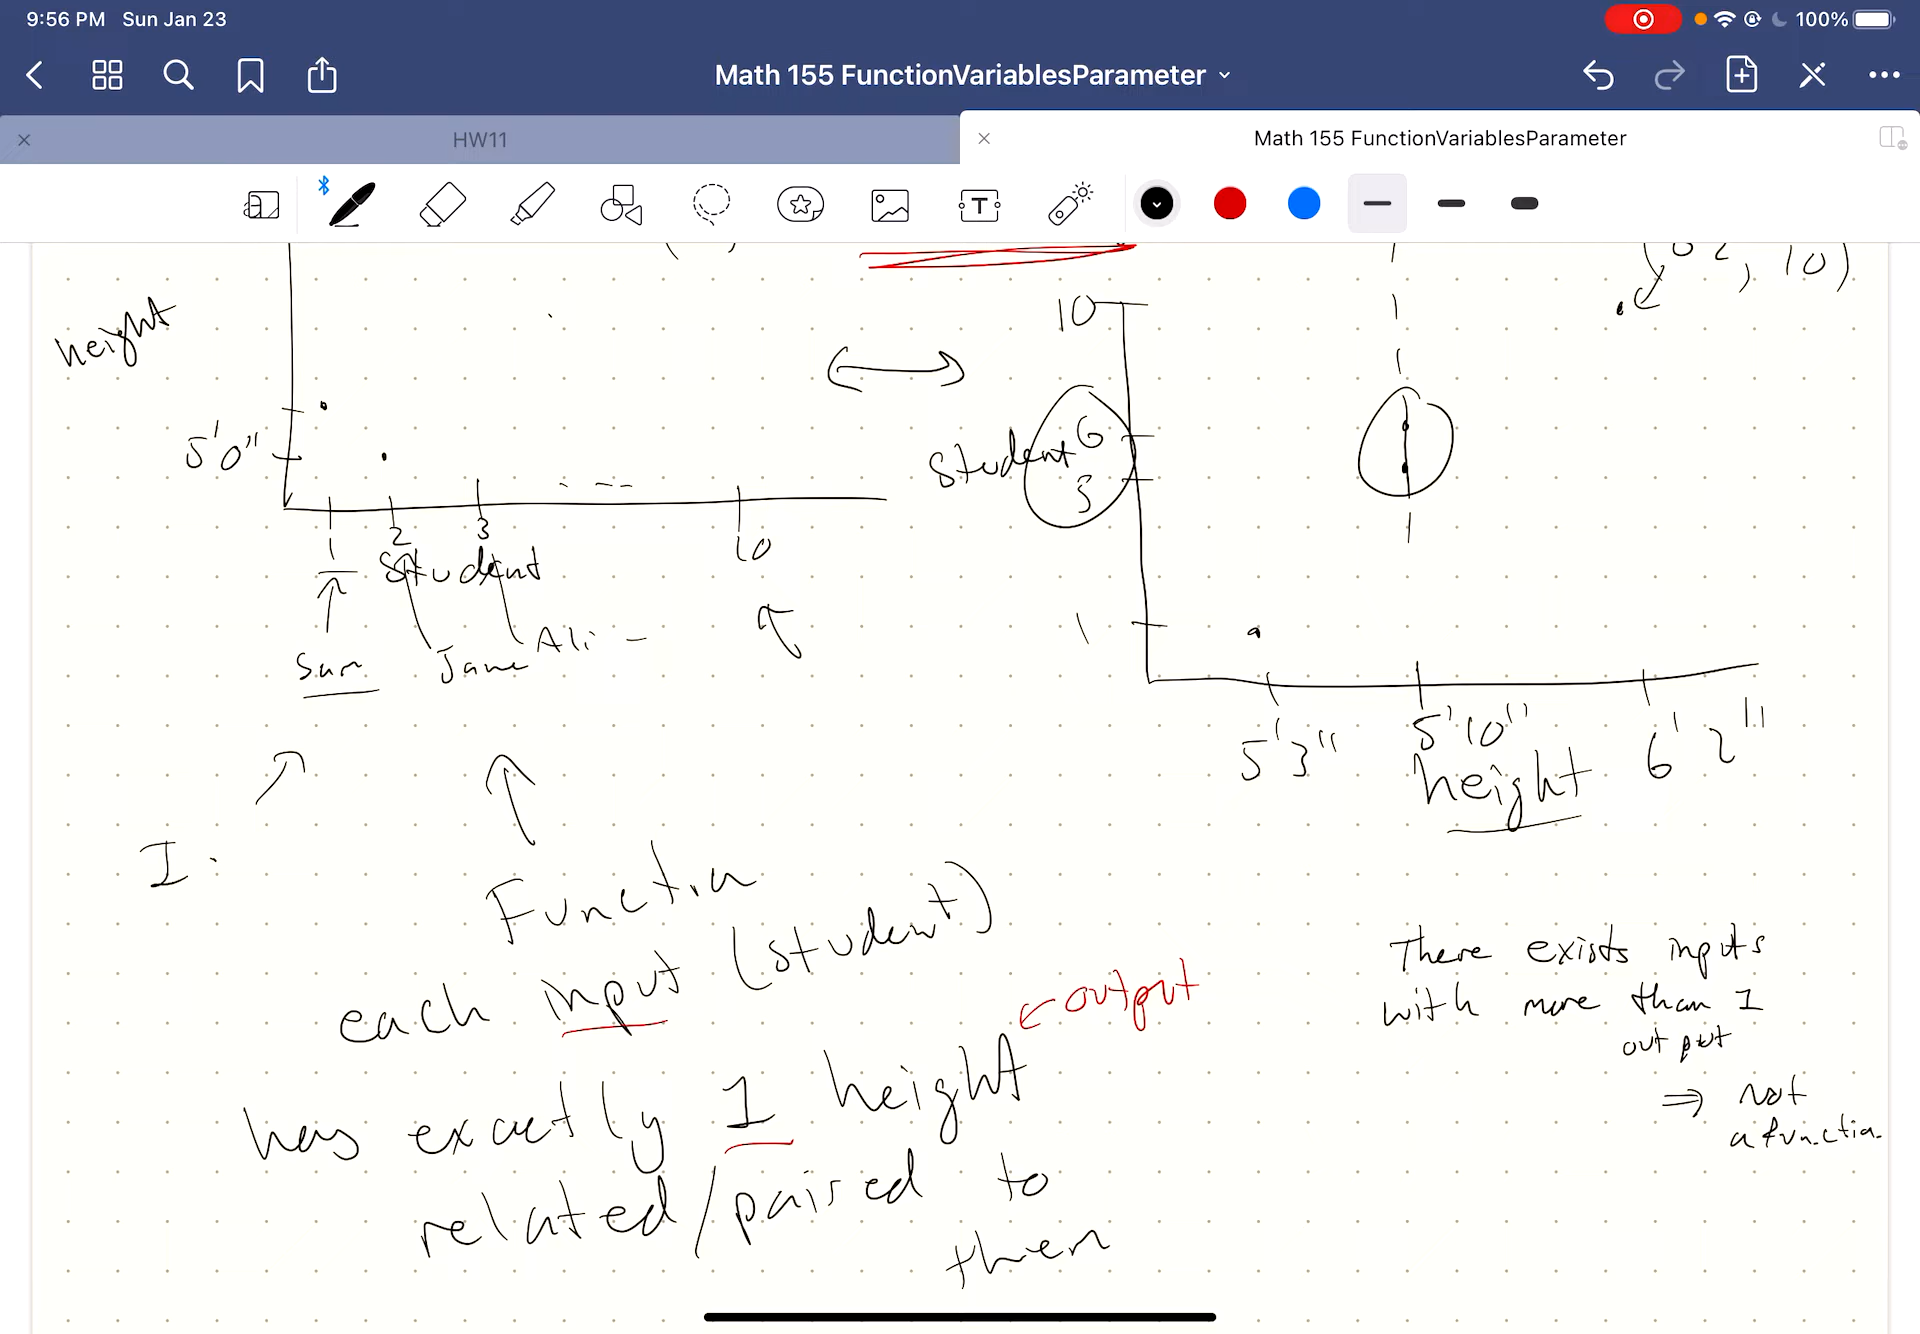 9:56 PM Sun Jan 23
100%
Math 155 FunctionVariablesParameter
HW11
Math 155 FunctionVariablesParameter
T
height
5'0"
1
2
3
10
Student
Sam
Jane
Ali -
10
Student
6
5
1
5'3"
5'10"
6'2"
height
, 10)
I:
Function
each input (student)
← output
has exactly 1 height
related/paired to
them
There exists inputs
with more than 1
output
⇒ not
a function.